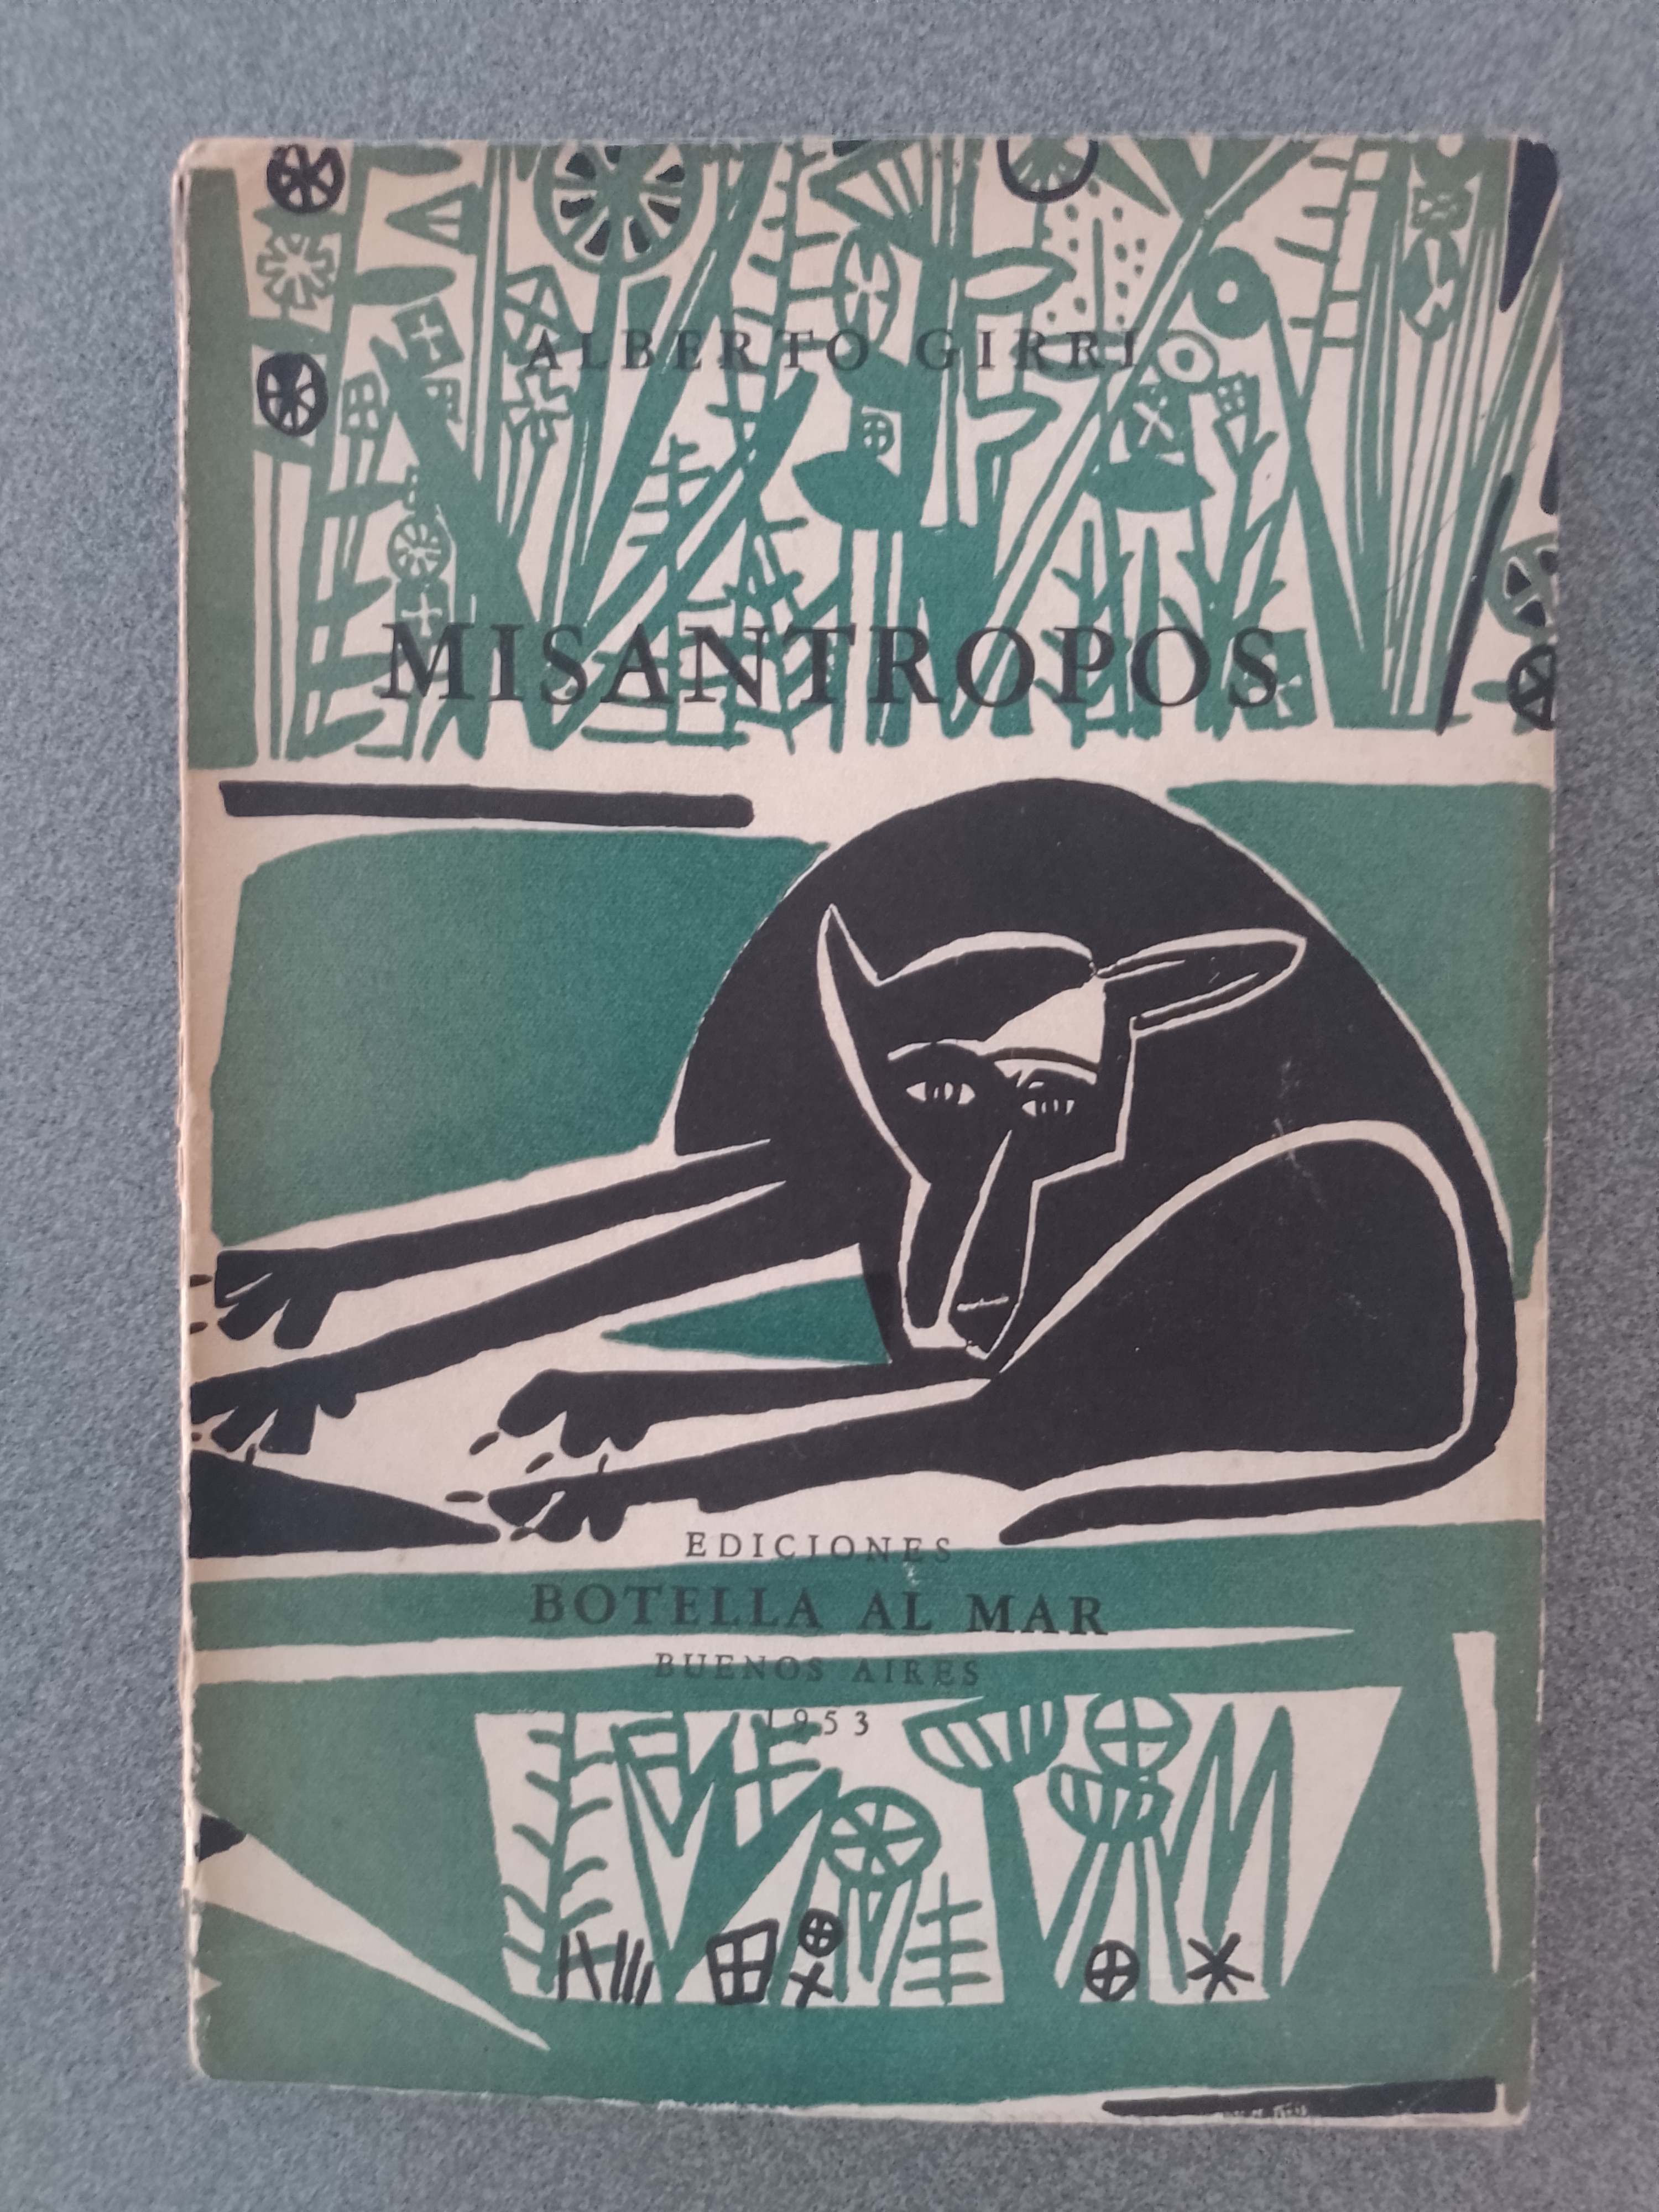 ALBERTO GIRRI
MISANTROPOS
EDICIONES
BOTELLA AL MAR
BUENOS AIRES
1953